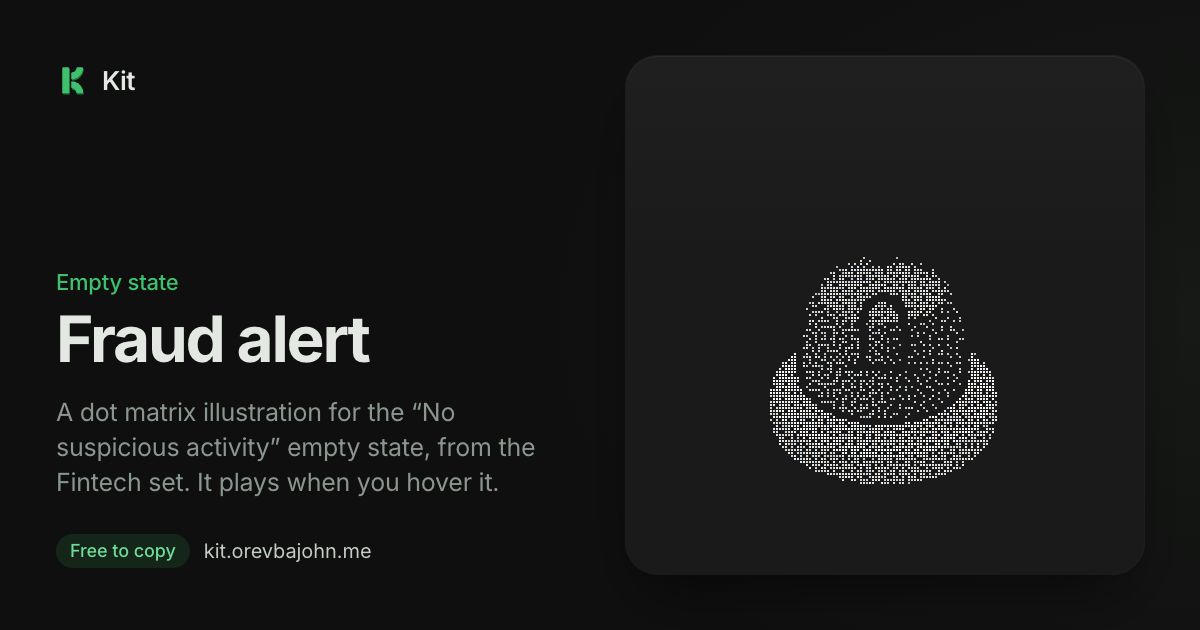 Kit
Empty state
Fraud alert
A dot matrix illustration for the “No
suspicious activity” empty state, from the
Fintech set. It plays when you hover it.
Free to copy
kit.orevbajohn.me